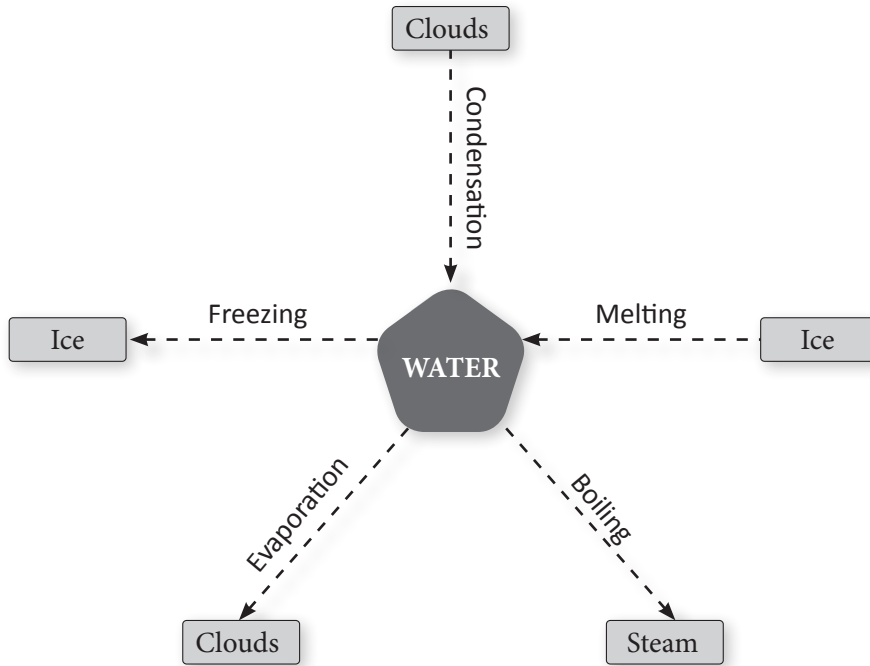 Clouds
Condensation
Freezing
Melting
Ice
WATER
Ice
Evaporation
Boiling
Clouds
Steam